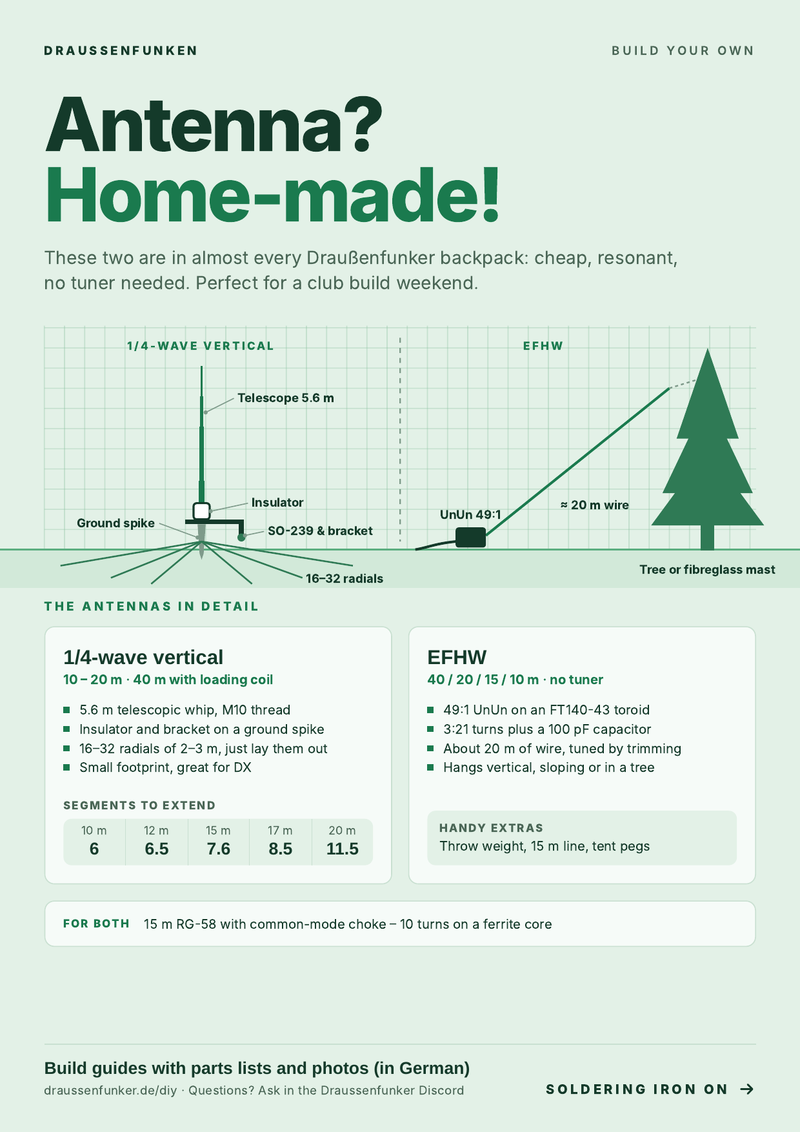 DRAUSSENFUNKEN
BUILD YOUR OWN
Antenna?
Home-made!
These two are in almost every Draußenfunker backpack: cheap, resonant,
no tuner needed. Perfect for a club build weekend.
1/4-WAVE VERTICAL
EFHW
Telescope 5.6 m
Insulator
Ground spike
SO-239 & bracket
16–32 radials
UnUn 49:1
≈ 20 m wire
Tree or fibreglass mast
THE ANTENNAS IN DETAIL
1/4-wave vertical
10 – 20 m · 40 m with loading coil
5.6 m telescopic whip, M10 thread
Insulator and bracket on a ground spike
16–32 radials of 2–3 m, just lay them out
Small footprint, great for DX
SEGMENTS TO EXTEND
10 m 12 m 15 m 17 m 20 m
6 6.5 7.6 8.5 11.5
EFHW
40 / 20 / 15 / 10 m · no tuner
49:1 UnUn on an FT140-43 toroid
3:21 turns plus a 100 pF capacitor
About 20 m of wire, tuned by trimming
Hangs vertical, sloping or in a tree
HANDY EXTRAS
Throw weight, 15 m line, tent pegs
FOR BOTH 15 m RG-58 with common-mode choke – 10 turns on a ferrite core
Build guides with parts lists and photos (in German)
draussenfunker.de/diy · Questions? Ask in the Draussenfunker Discord
SOLDERING IRON ON →